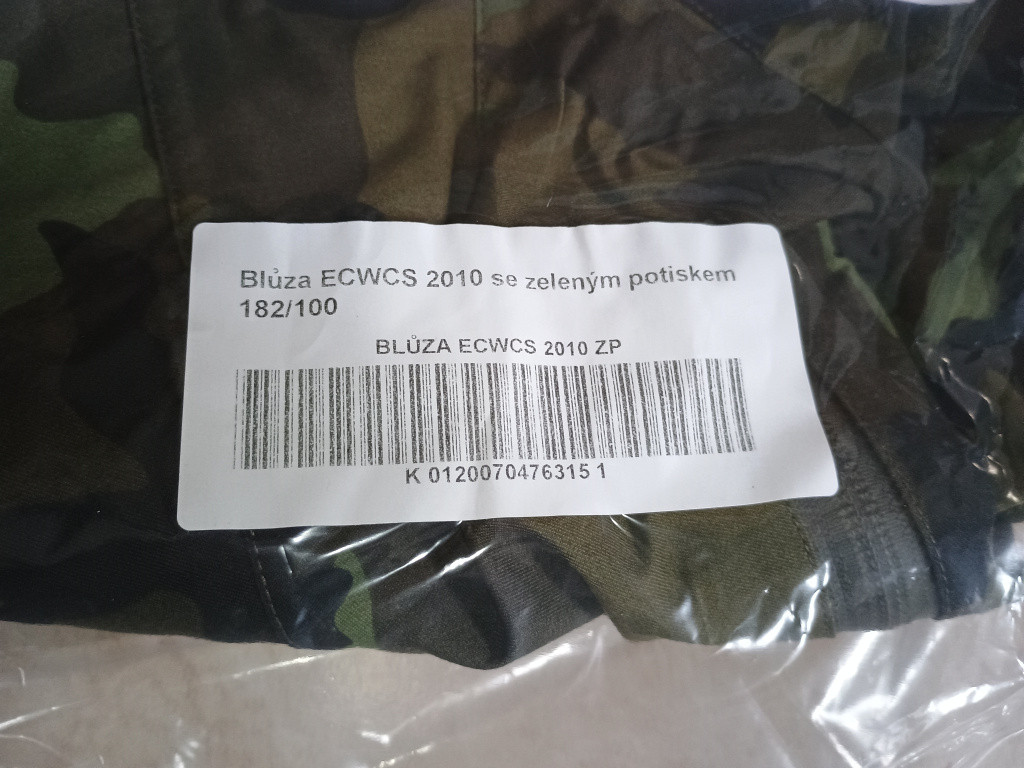 Blůza ECWCS 2010 se zeleným potiskem
182/100
BLŮZA ECWCS 2010 ZP
K 0120070476315 1